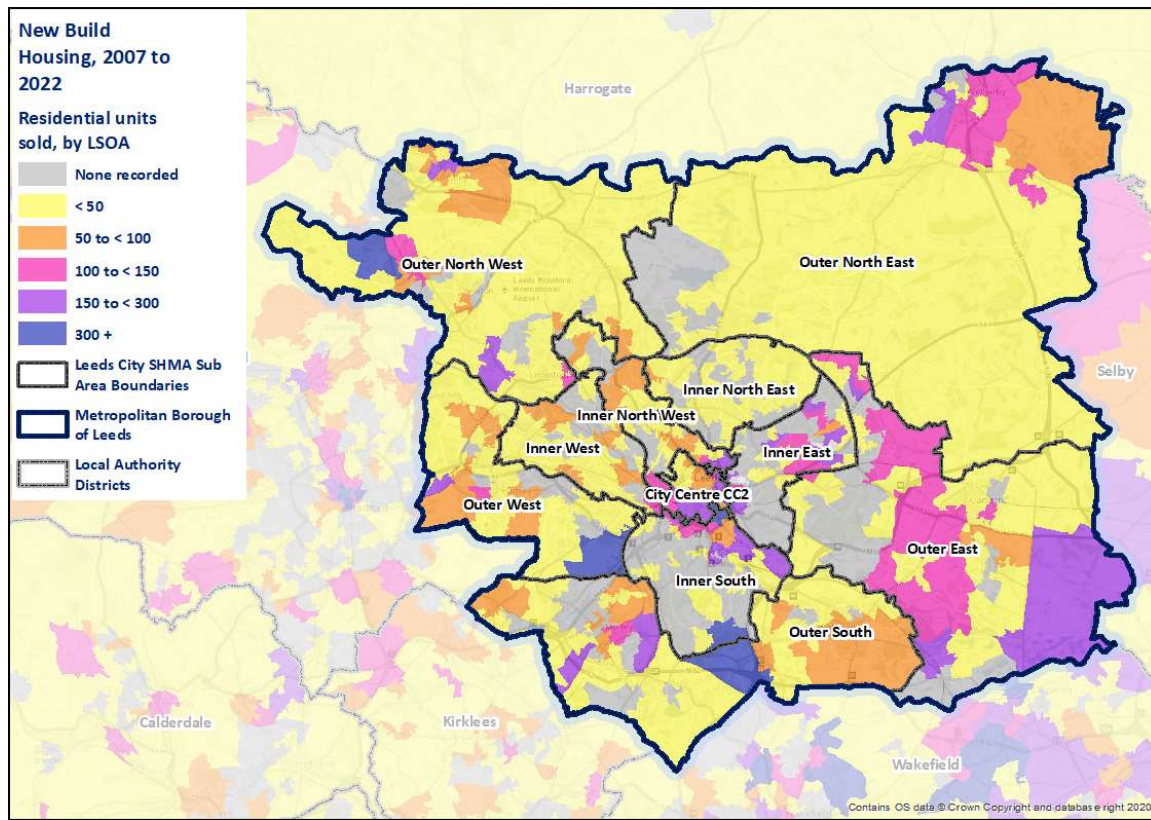 New Build
Housing, 2007 to
2022
Residential units
sold, by LSOA
None recorded
< 50
50 to < 100
100 to < 150
150 to < 300
300 +
Leeds City SHMA Sub
Area Boundaries
Metropolitan Borough
of Leeds
Local Authority
Districts
Harrogate
Outer North West
Outer North East
Leeds Bradford
International
Airport
Selby
Inner North East
Inner North West
Inner West
Inner East
City Centre CC2
Outer West
Outer East
Inner South
Outer South
Calderdale
Kirklees
Wakefield
Contains OS data © Crown Copyright and database right 2020